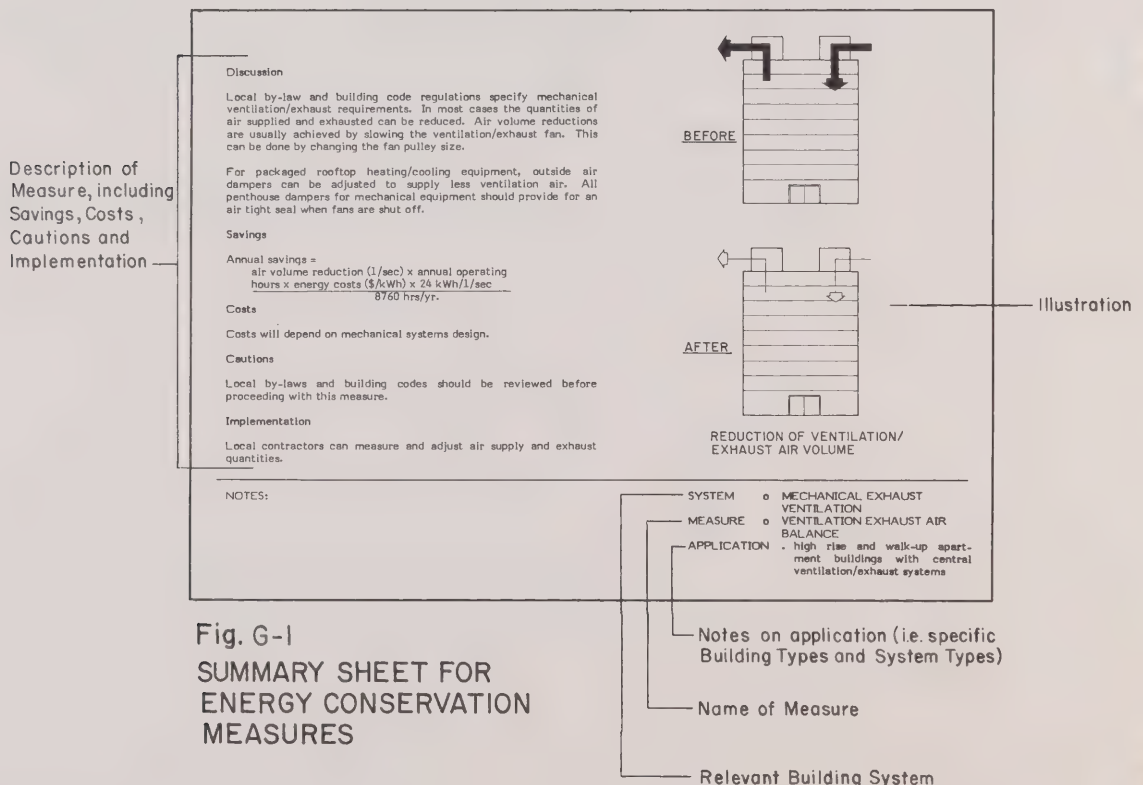 Discussion
Local by-law and building code regulations specify mechanical
ventilation/exhaust requirements. In most cases the quantities of
air supplied and exhausted can be reduced. Air volume reductions
are usually achieved by slowing the ventilation/exhaust fan. This
can be done by changing the fan pulley size.
For packaged rooftop heating/cooling equipment, outside air
dampers can be adjusted to supply less ventilation air. All
penthouse dampers for mechanical equipment should provide for an
air tight seal when fans are shut off.
Savings
Annual savings =
air volume reduction (l/sec) x annual operating
hours x energy costs ($/kWh) x 24 kWh/l/sec
8760 hrs/yr.
Costs
Costs will depend on mechanical systems design.
Cautions
Local by-laws and building codes should be reviewed before
proceeding with this measure.
Implementation
Local contractors can measure and adjust air supply and exhaust
quantities.
Description of
Measure, including
Savings, Costs,
Cautions and
Implementation
BEFORE
AFTER
Illustration
REDUCTION OF VENTILATION/
EXHAUST AIR VOLUME
NOTES:
SYSTEM o MECHANICAL EXHAUST
VENTILATION
MEASURE o VENTILATION EXHAUST AIR
BALANCE
APPLICATION . high rise and walk-up apart-
ment buildings with central
ventilation/exhaust systems
Fig. G-1
SUMMARY SHEET FOR
ENERGY CONSERVATION
MEASURES
Notes on application (i.e. specific
Building Types and System Types)
Name of Measure
Relevant Building System